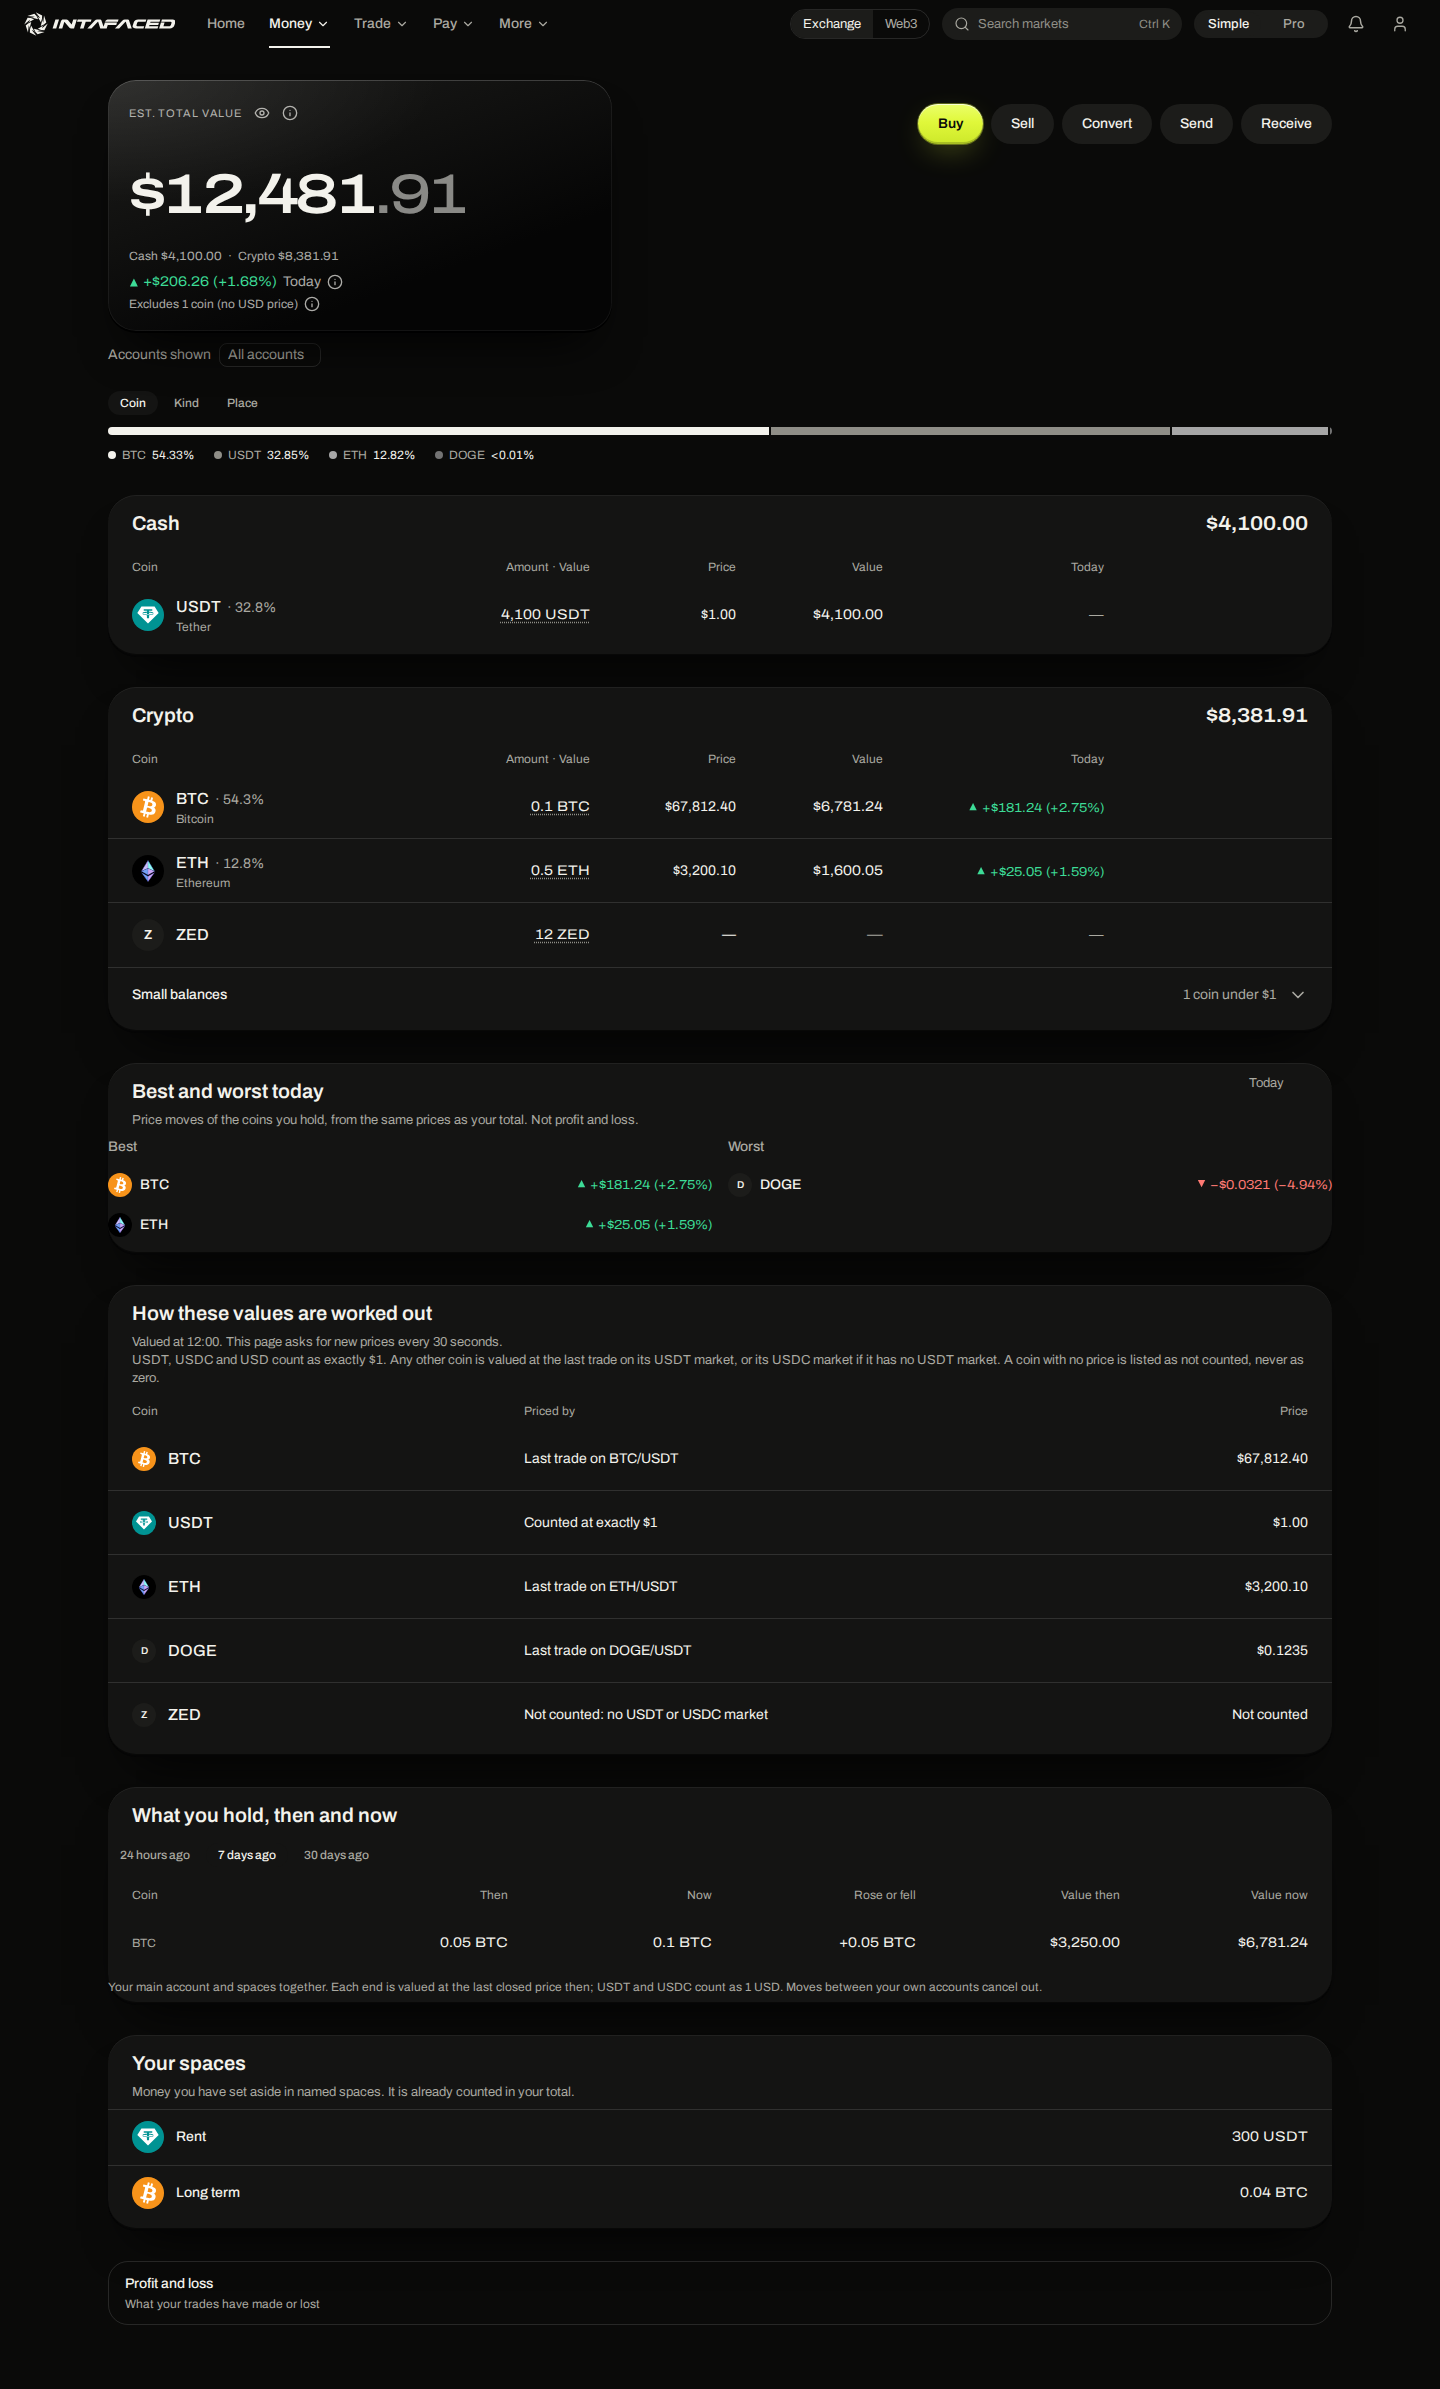 INTAFACED Home Money Trade Pay More Exchange Web3 Search markets Ctrl K Simple Pro
EST. TOTAL VALUE
Buy Sell Convert Send Receive
$12,481.91
Cash $4,100.00 · Crypto $8,381.91
▲ +$206.26 (+1.68%) Today
Excludes 1 coin (no USD price)
Accounts shown All accounts
Coin Kind Place
BTC 54.33% USDT 32.85% ETH 12.82% DOGE <0.01%
Cash $4,100.00
Coin Amount · Value Price Value Today
USDT · 32.8% 4,100 USDT $1.00 $4,100.00 —
Tether
Crypto $8,381.91
Coin Amount · Value Price Value Today
BTC · 54.3% 0.1 BTC $67,812.40 $6,781.24 ▲ +$181.24 (+2.75%)
Bitcoin
ETH · 12.8% 0.5 ETH $3,200.10 $1,600.05 ▲ +$25.05 (+1.59%)
Ethereum
Z ZED 12 ZED — — —
Small balances 1 coin under $1
Best and worst today Today
Price moves of the coins you hold, from the same prices as your total. Not profit and loss.
Best Worst
BTC ▲ +$181.24 (+2.75%) D DOGE ▼ −$0.0321 (−4.94%)
ETH ▲ +$25.05 (+1.59%)
How these values are worked out
Valued at 12:00. This page asks for new prices every 30 seconds.
USDT, USDC and USD count as exactly $1. Any other coin is valued at the last trade on its USDT market, or its USDC market if it has no USDT market. A coin with no price is listed as not counted, never as
zero.
Coin Priced by Price
BTC Last trade on BTC/USDT $67,812.40
USDT Counted at exactly $1 $1.00
ETH Last trade on ETH/USDT $3,200.10
D DOGE Last trade on DOGE/USDT $0.1235
Z ZED Not counted: no USDT or USDC market Not counted
What you hold, then and now
24 hours ago 7 days ago 30 days ago
Coin Then Now Rose or fell Value then Value now
BTC 0.05 BTC 0.1 BTC +0.05 BTC $3,250.00 $6,781.24
Your main account and spaces together. Each end is valued at the last closed price then; USDT and USDC count as 1 USD. Moves between your own accounts cancel out.
Your spaces
Money you have set aside in named spaces. It is already counted in your total.
Rent 300 USDT
Long term 0.04 BTC
Profit and loss
What your trades have made or lost